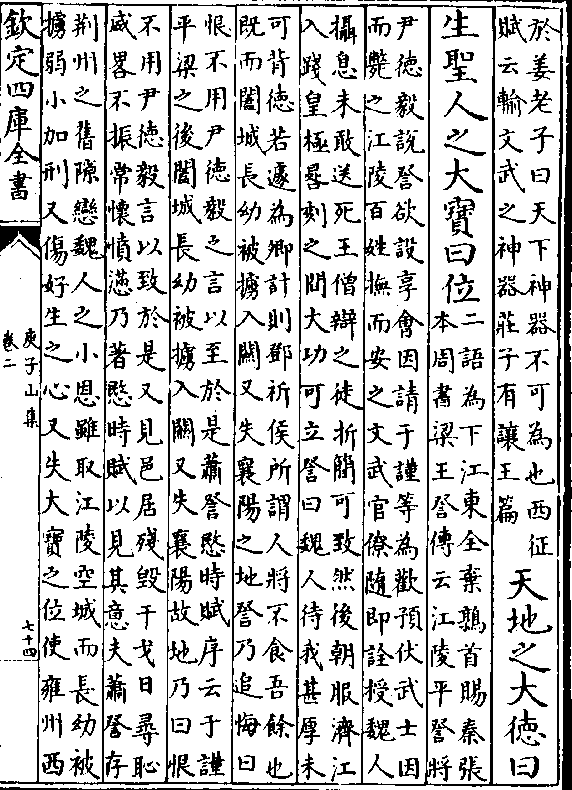 於姜老子曰天下神器不可為也西征
賦云輸文武之神器莊子有讓王篇
天地之大徳曰
生聖人之大寶曰位
二語為下江東全棄鶉首賜秦張
本周書梁王詧傳云江陵平詧將
尹徳毅說詧欲設享會因請于謹等為歡預伏武士因
而斃之江陵百姓撫而安之文武官僚隨即詮授魏人
攝息未敢送死王僧辯之徒折簡可致然後朝服濟江
入踐皇極晷刻之間大功可立詧曰魏人待我甚厚未
可背徳若遽為卿計則鄧祈侯所謂人將不食吾餘也
既而闔城長幼被擄入關又失襄陽之地詧乃追悔曰
恨不用尹徳毅之言以至於是蕭詧愍時賦序云于謹
平梁之後闔城長幼被擄入關又失襄陽故地乃曰恨
不用尹徳毅言以致於是又見邑居殘毀干戈日尋恥
威畧不振常懷憤懣乃著愍時賦以見其意夫蕭詧存
荆州之舊隙戀魏人之小恩雖取江陵空城而長幼被
擄弱小加刑又傷好生之心又失大寶之位使雍州西
欽定四庫全書
庾子山集
卷二
七十四